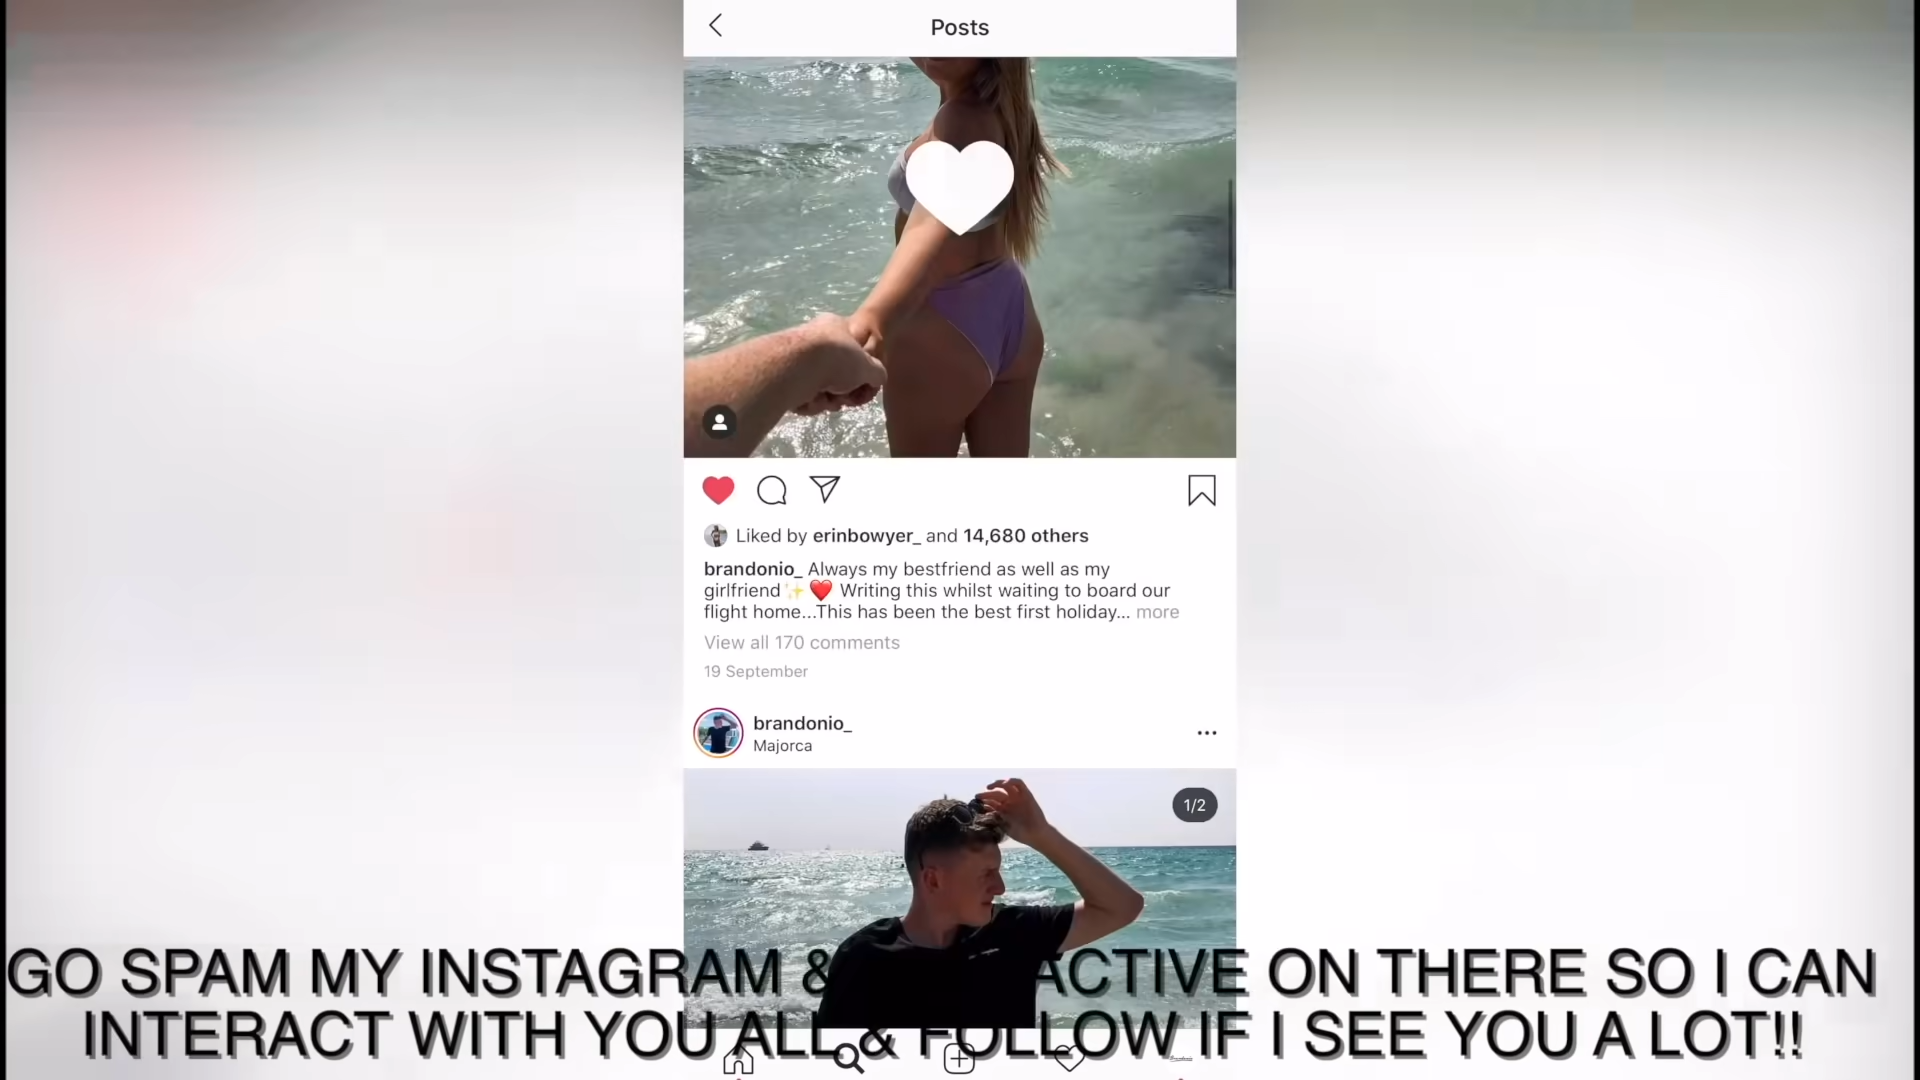 Posts
Liked by erinbowyer_ and 14,680 others
brandonio_ Always my bestfriend as well as my
girlfriend✨❤️ Writing this whilst waiting to board our
flight home...This has been the best first holiday... more
View all 170 comments
19 September
brandonio_
Majorca
1/2
GO SPAM MY INSTAGRAM & ACTIVE ON THERE SO I CAN
INTERACT WITH YOU ALL & FOLLOW IF I SEE YOU A LOT!!